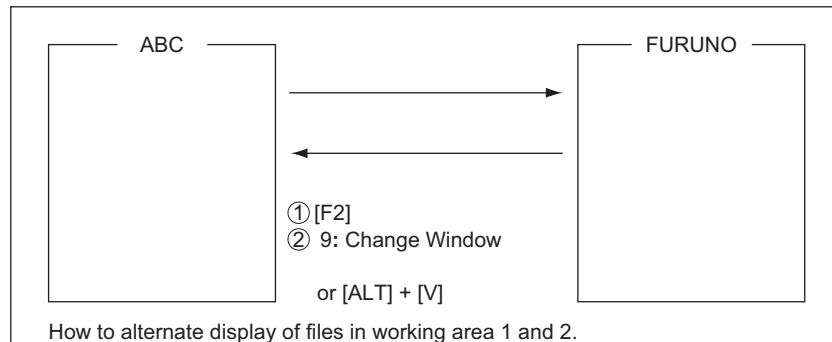 ABC
FURUNO
① [F2]
② 9: Change Window
or [ALT] + [V]
How to alternate display of files in working area 1 and 2.